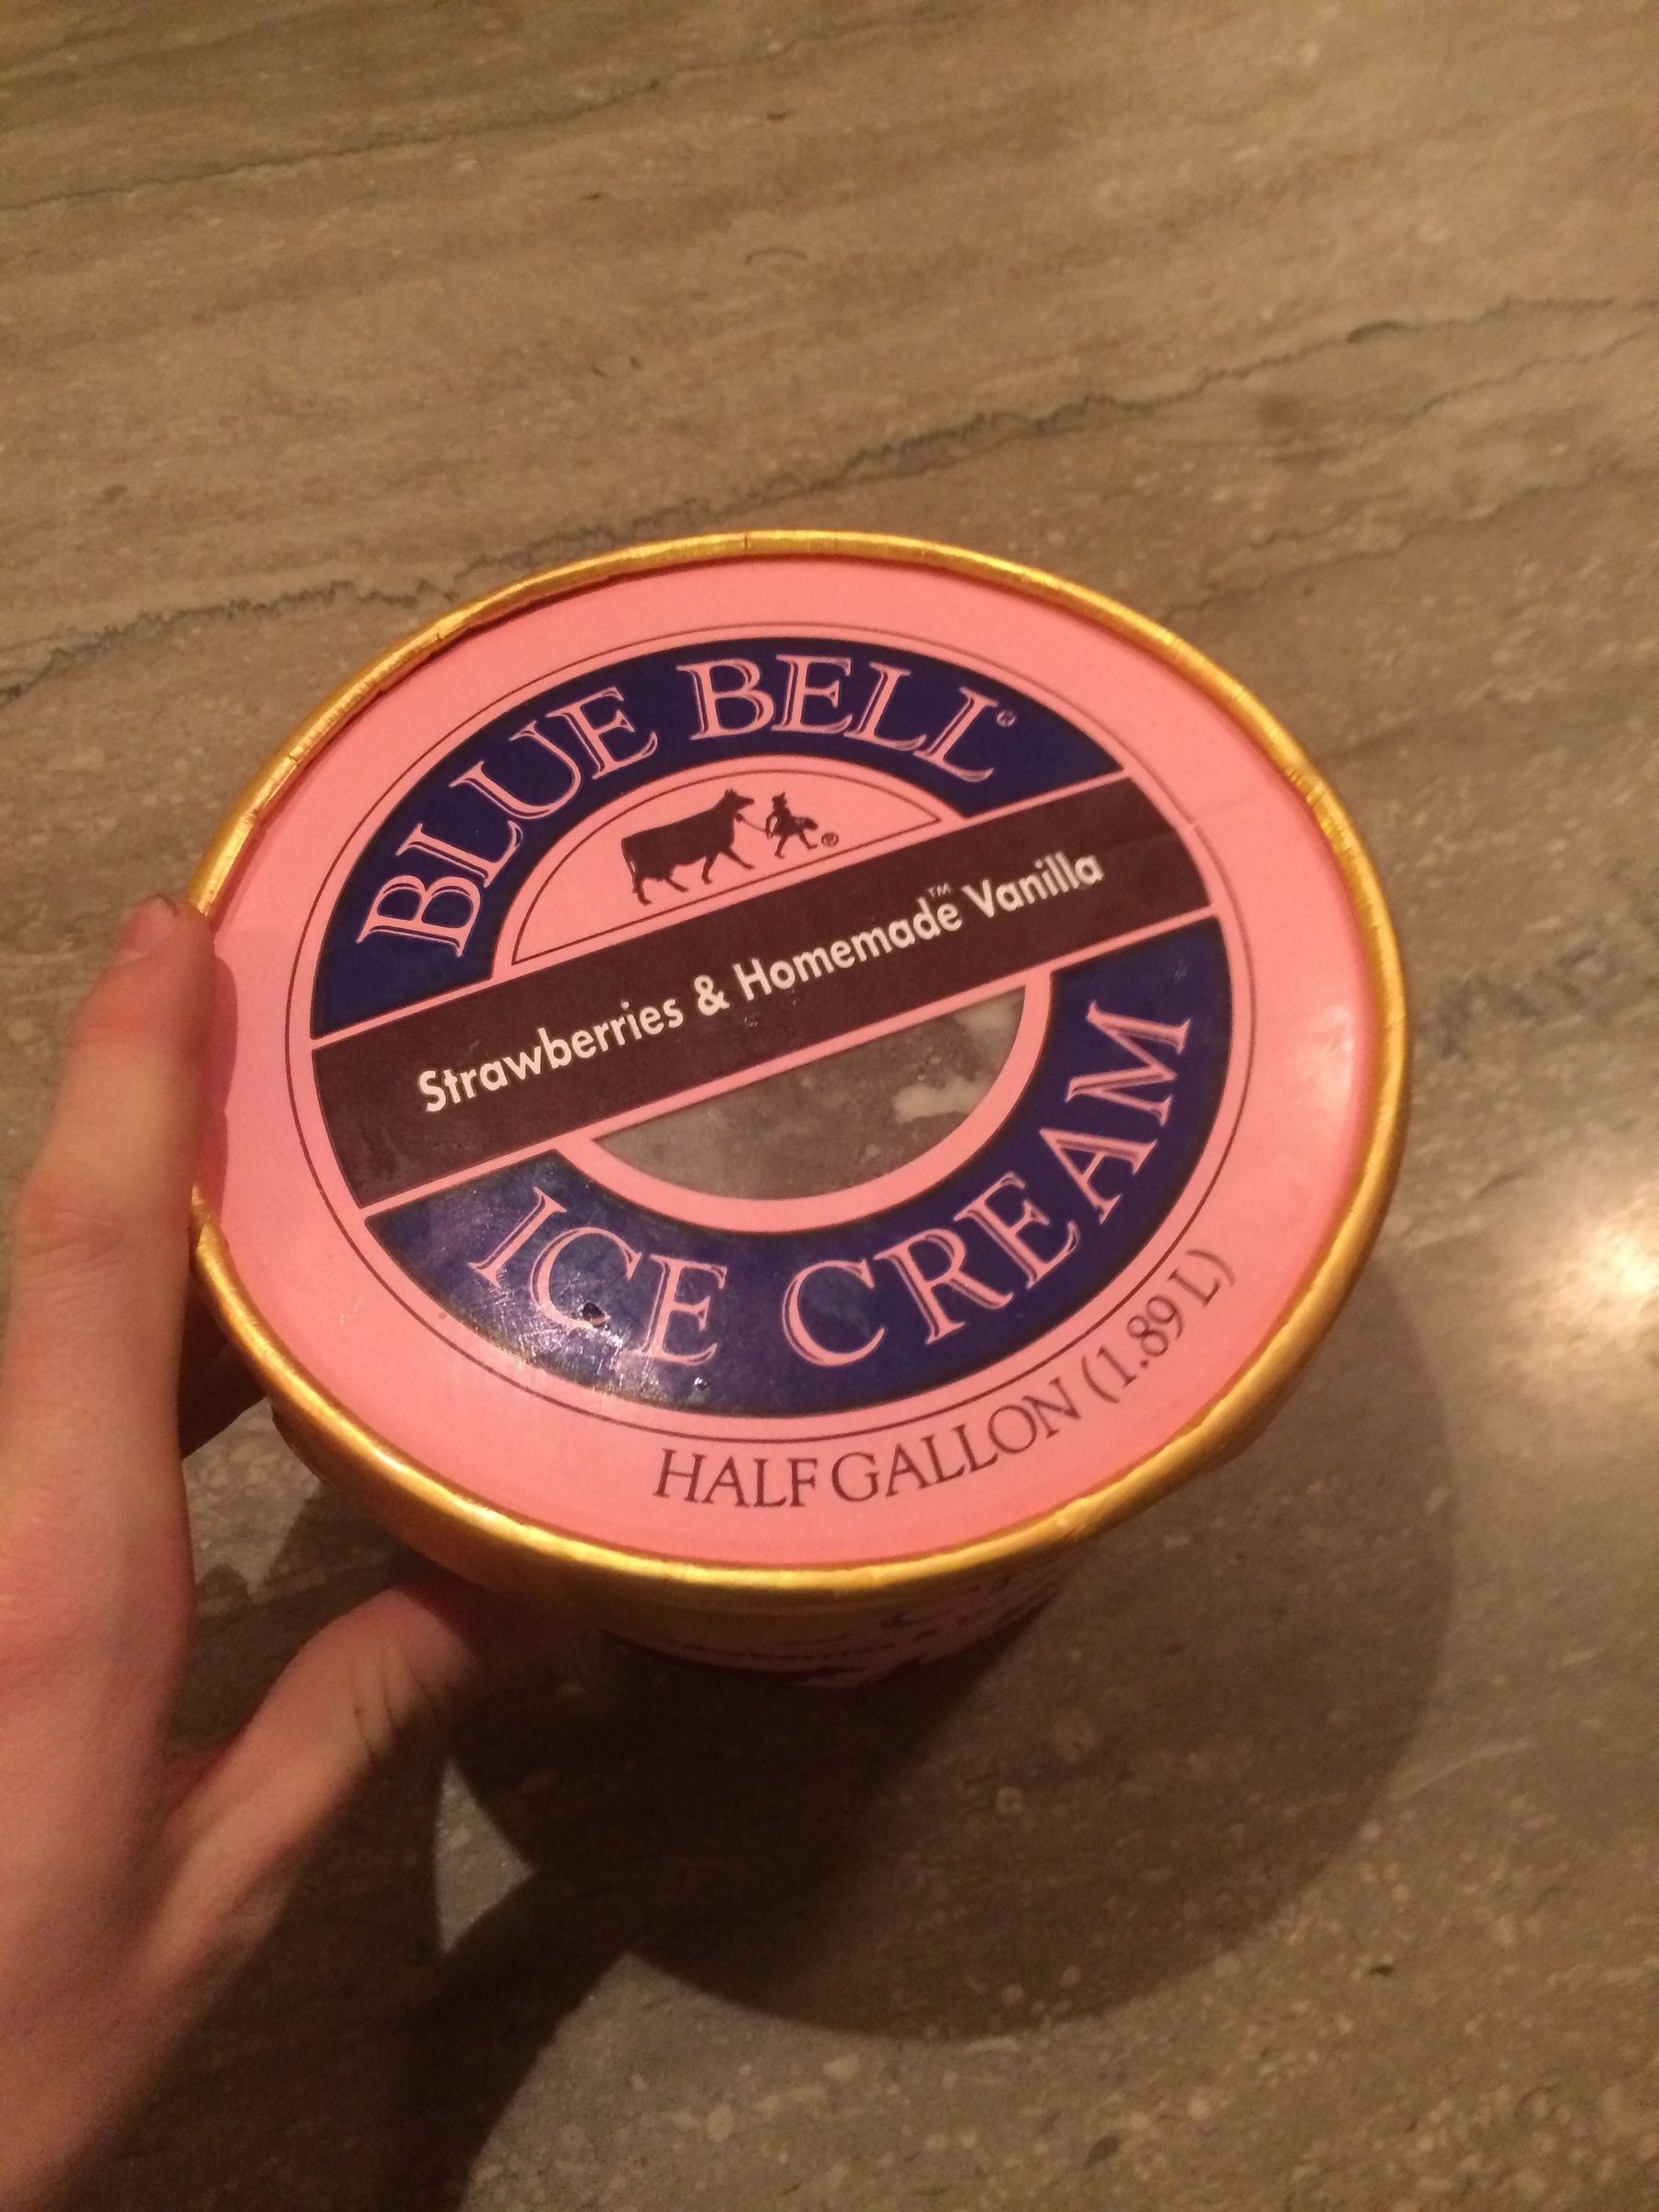 BLUE BELL®
®
Strawberries & Homemade™ Vanilla
ICE CREAM
HALF GALLON (1.89 L)